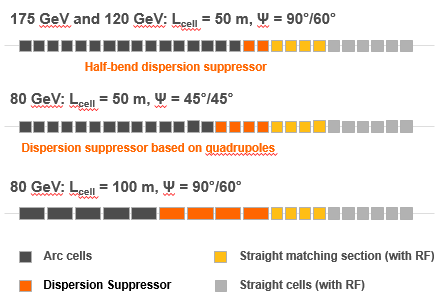 175 GeV and 120 GeV: Lcell = 50 m, Ψ = 90°/60°
Half-bend dispersion suppressor
80 GeV: Lcell = 50 m, Ψ = 45°/45°
Dispersion suppressor based on quadrupoles
80 GeV: Lcell = 100 m, Ψ = 90°/60°
Arc cells
Straight matching section (with RF)
Dispersion Suppressor
Straight cells (with RF)